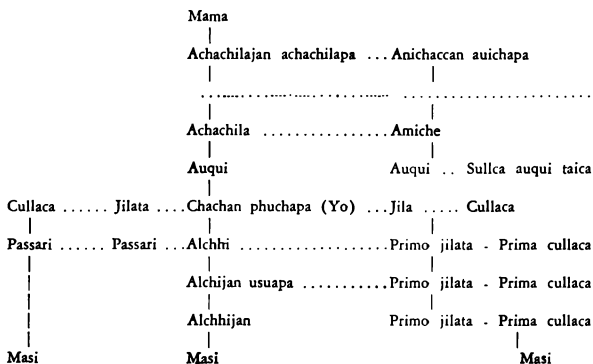 Mama
Achachilajan achachilapa ... Anichaccan auichapa
Achachila ................ Amiche
Auqui Auqui .. Sullca auqui taica
Cullaca ...... Jilata ..... Chachan phuchapa (Yo) ... Jila ..... Cullaca
Passari ...... Passari ... Alchhi .................... Primo jilata - Prima cullaca
Alchijan usuapa ........... Primo jilata - Prima cullaca
Alchhijan Primo jilata - Prima cullaca
Masi Masi Masi